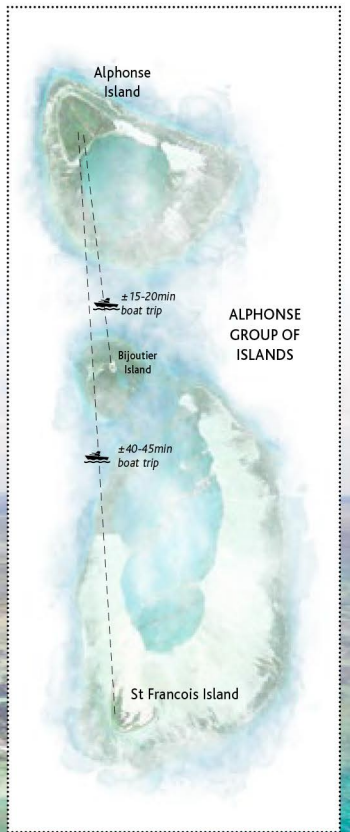 Alphonse
Island
±15-20min
boat trip
ALPHONSE
GROUP OF
ISLANDS
Bijoutier
Island
±40-45min
boat trip
St Francois Island